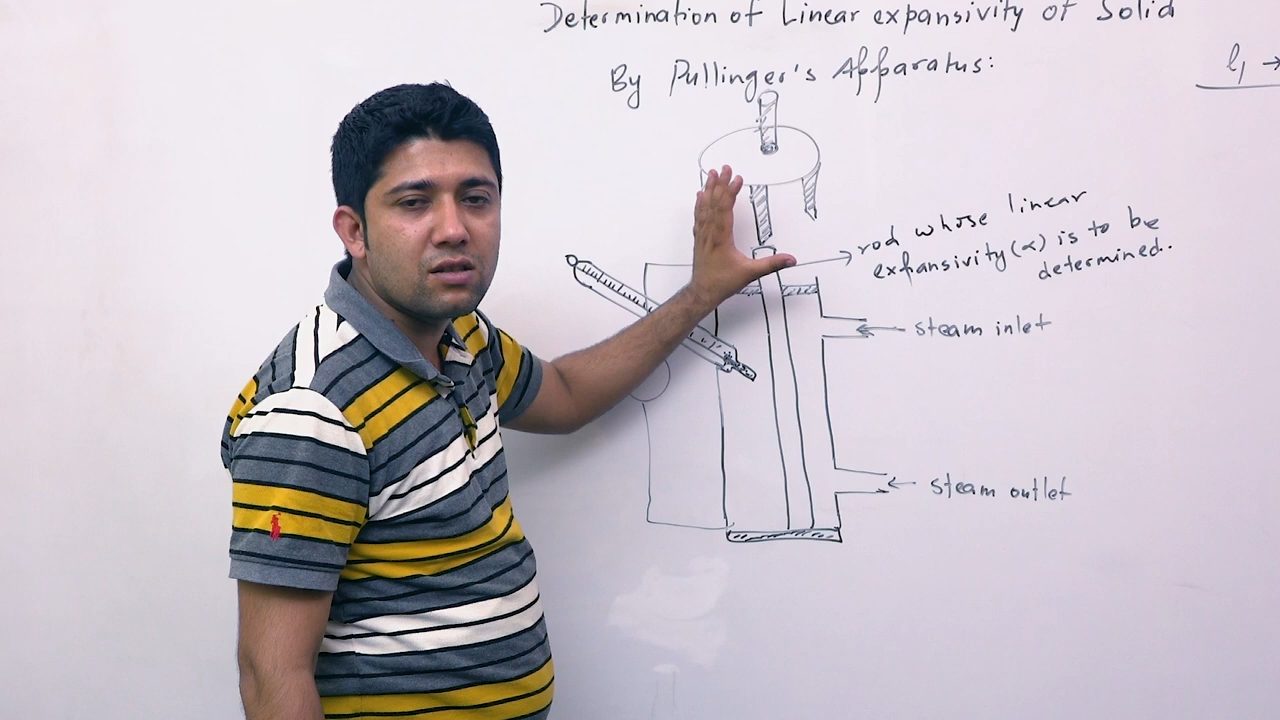 Determination of Linear expansivity of Solid
By Pullinger's Apparatus:
l₁ →
rod whose linear
expansivity (α) is to be
determined.
steam inlet
steam outlet